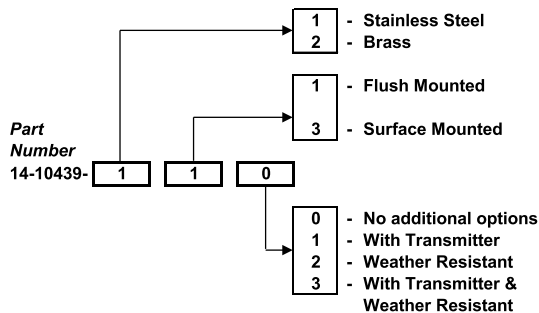 1 - Stainless Steel
2 - Brass
1 - Flush Mounted
3 - Surface Mounted
Part
Number
14-10439- 1 1 0
0 - No additional options
1 - With Transmitter
2 - Weather Resistant
3 - With Transmitter &
Weather Resistant